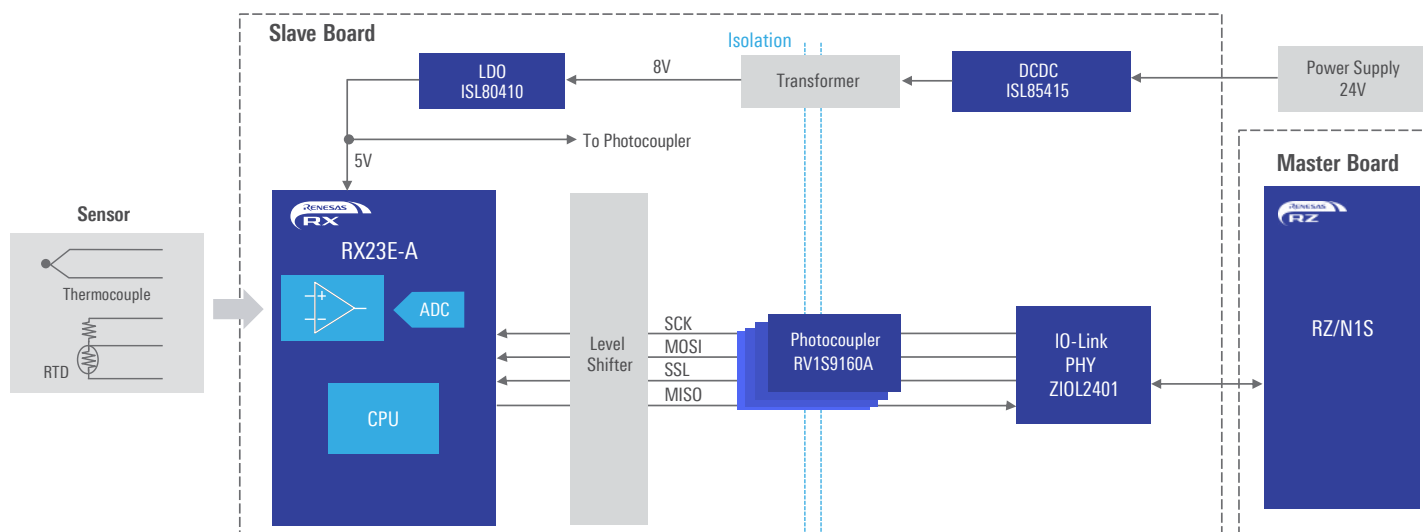 Slave Board
Isolation
LDO
ISL80410
8V
Transformer
DCDC
ISL85415
Power Supply
24V
To Photocupler
5V
Master Board
Sensor
Thermocouple
RTD
RENESAS
RX
RX23E-A
ADC
CPU
Level
Shifter
SCK
MOSI
SSL
MISO
Photocoupler
RV1S9160A
IO-Link
PHY
ZIOL2401
RENESAS
RZ
RZ/N1S